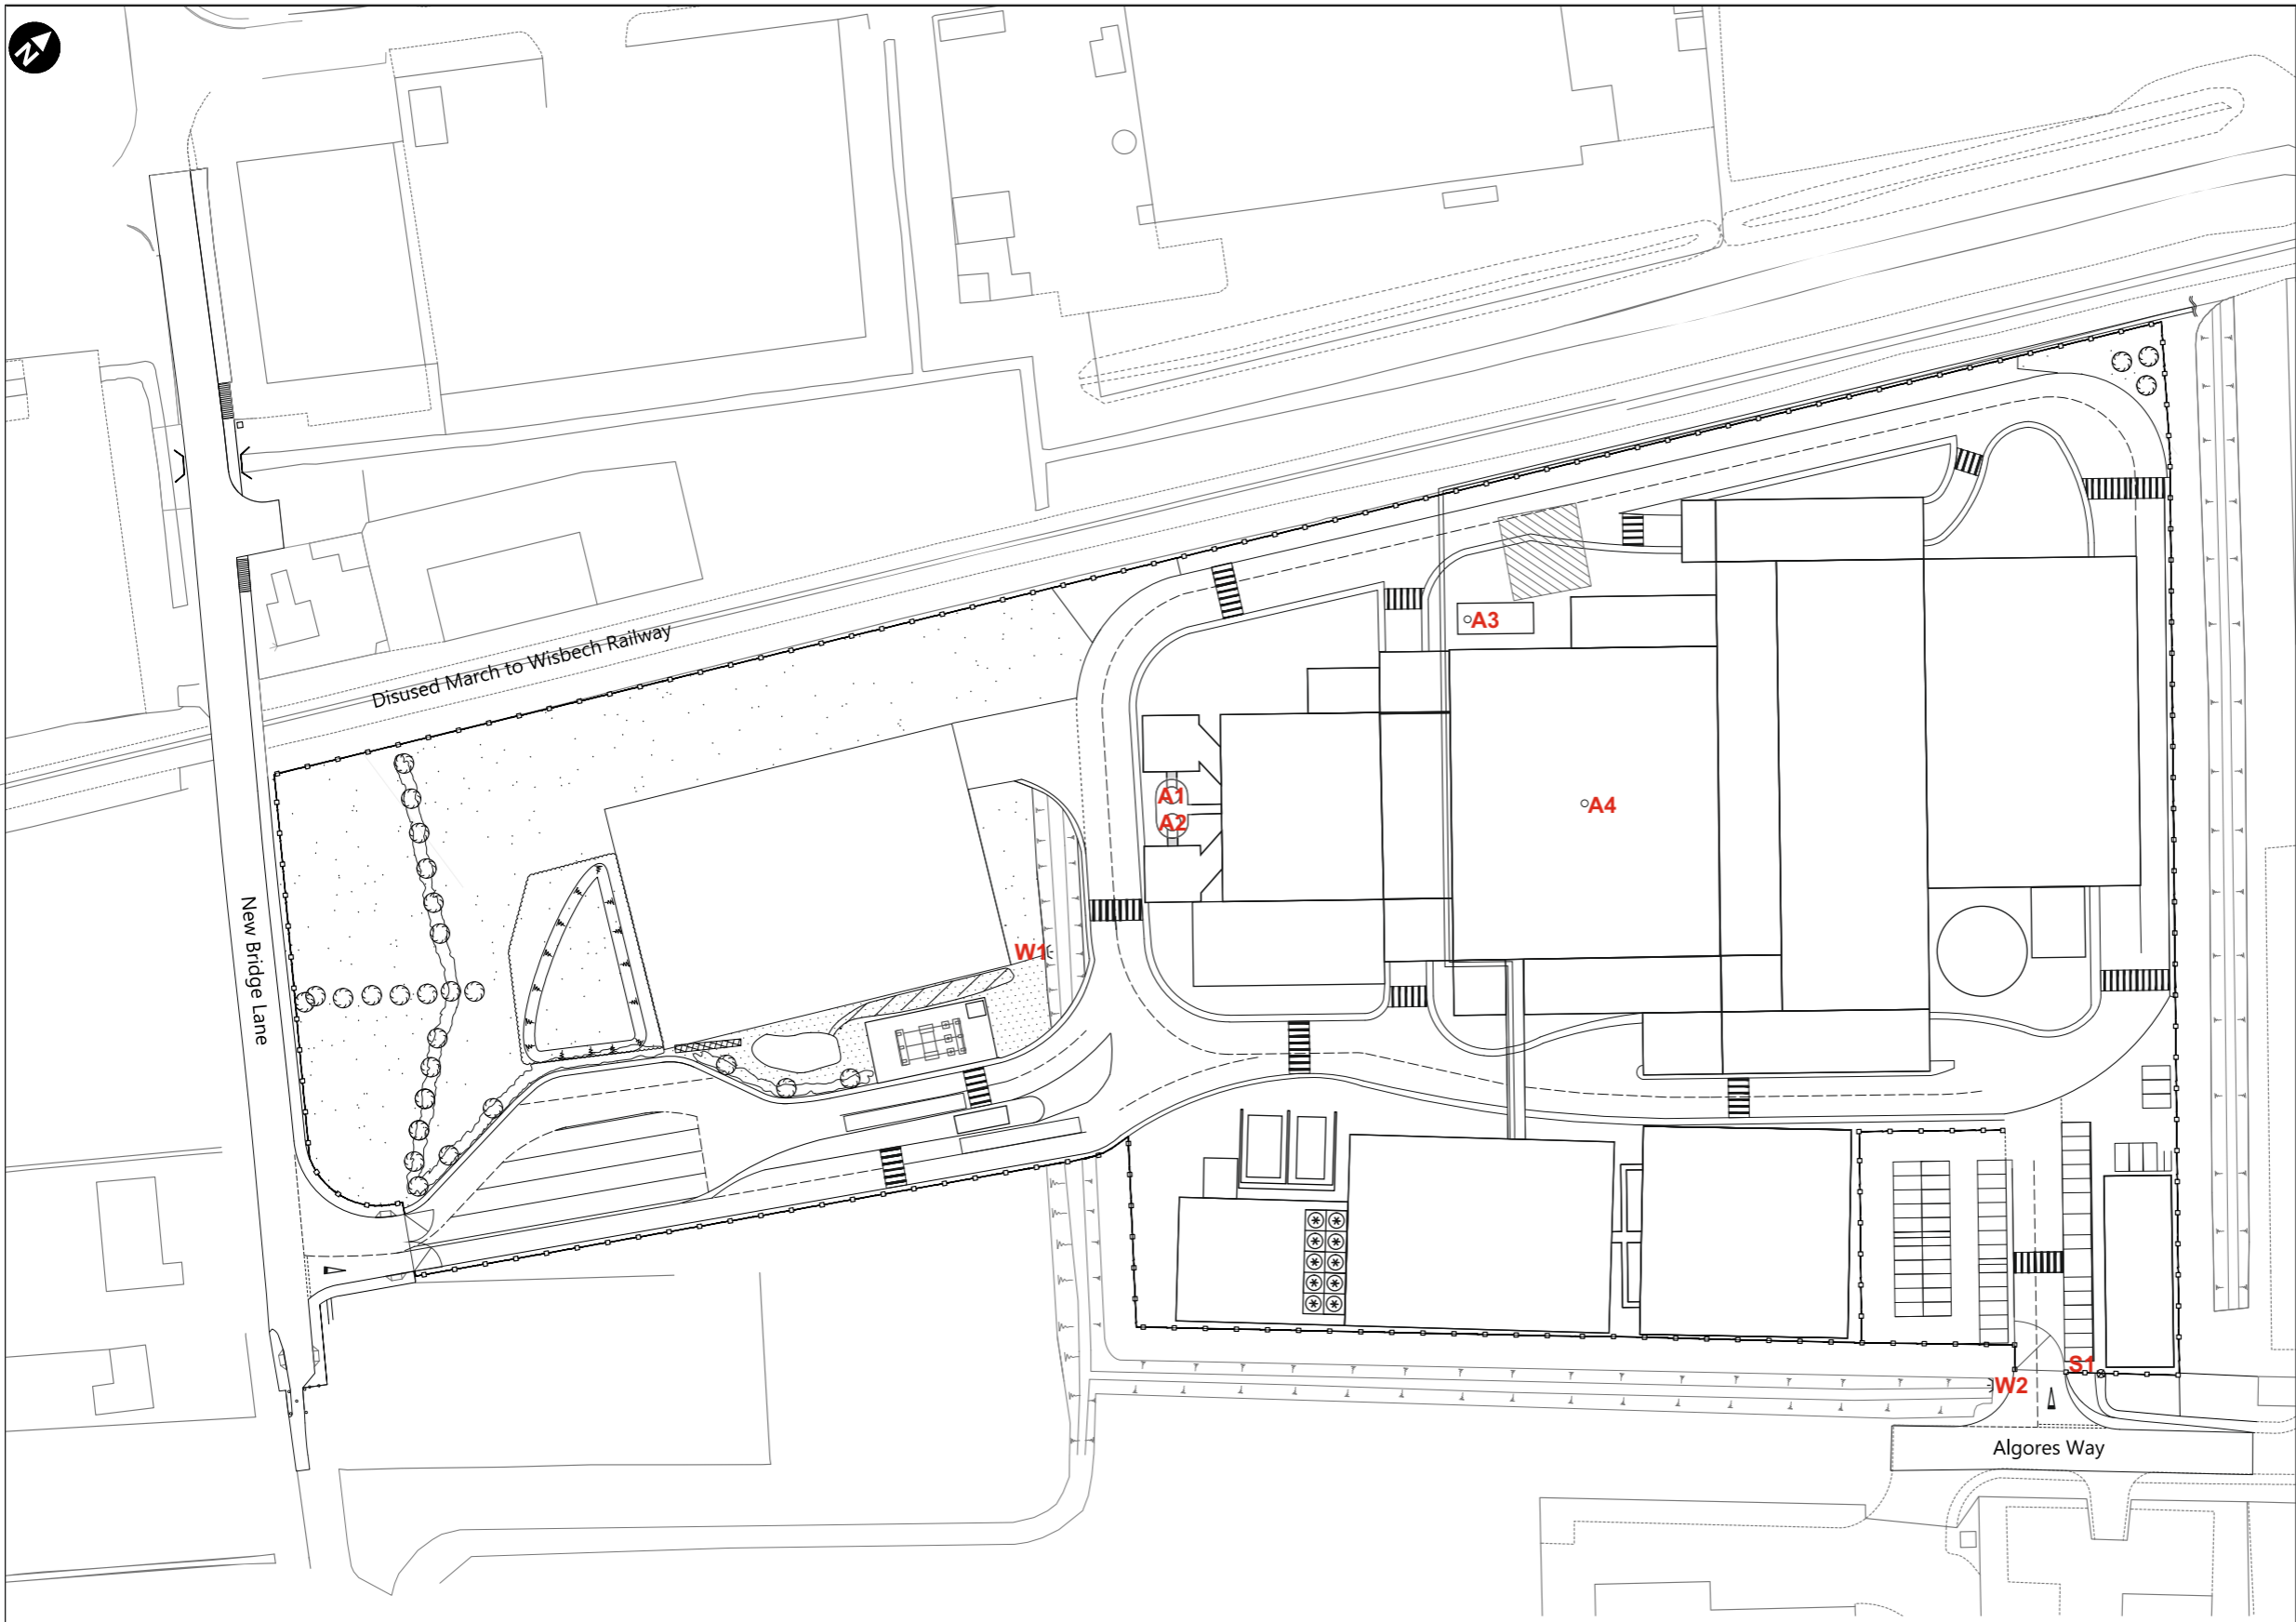 N
Disused March to Wisbech Railway
A3
A1
A4
A2
New Bridge Lane
W1
S1
W2
Algores Way